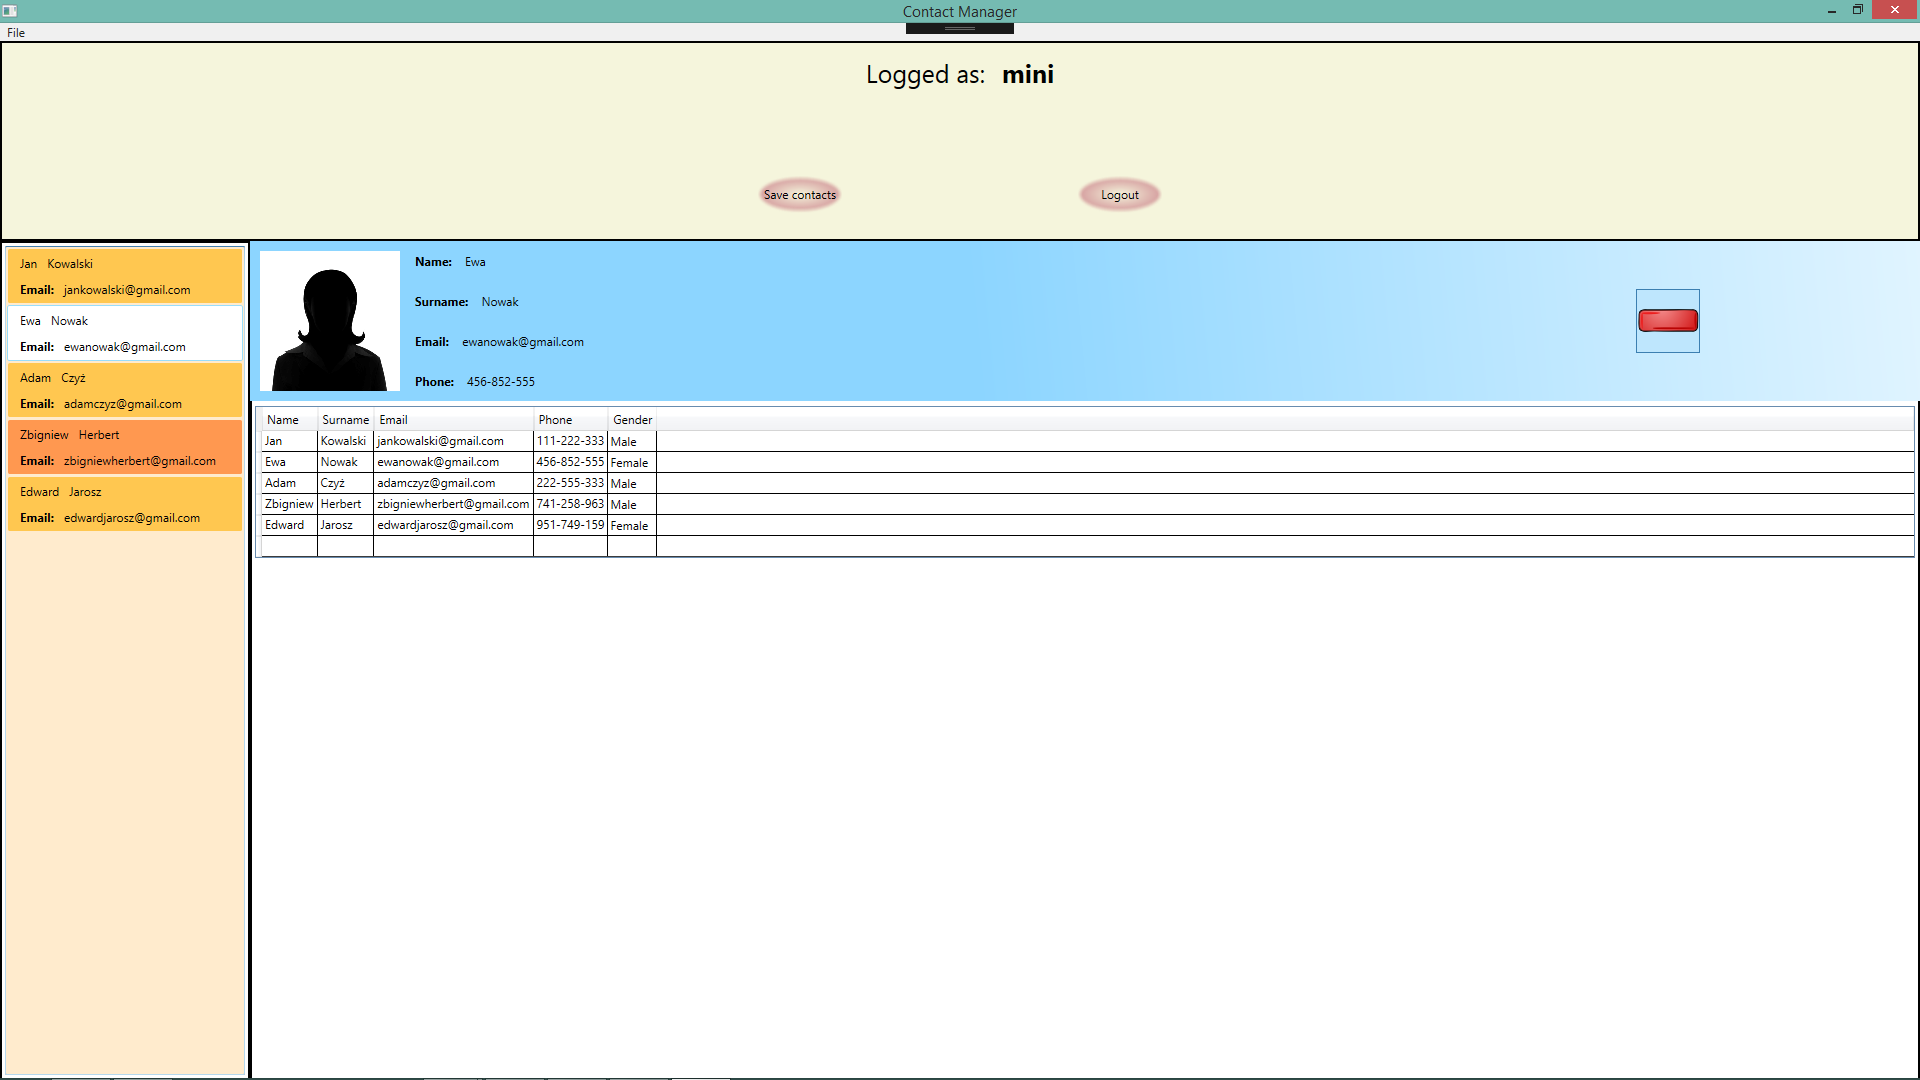 Contact Manager
File
Logged as: mini
Save contacts Logout
Jan Kowalski
Email: jankowalski@gmail.com
Ewa Nowak
Email: ewanowak@gmail.com
Adam Czyż
Email: adamczyz@gmail.com
Zbigniew Herbert
Email: zbigniewherbert@gmail.com
Edward Jarosz
Email: edwardjarosz@gmail.com
Name: Ewa
Surname: Nowak
Email: ewanowak@gmail.com
Phone: 456-852-555
Name Surname Email Phone Gender
Jan Kowalski jankowalski@gmail.com 111-222-333 Male
Ewa Nowak ewanowak@gmail.com 456-852-555 Female
Adam Czyż adamczyz@gmail.com 222-555-333 Male
Zbigniew Herbert zbigniewherbert@gmail.com 741-258-963 Male
Edward Jarosz edwardjarosz@gmail.com 951-749-159 Female